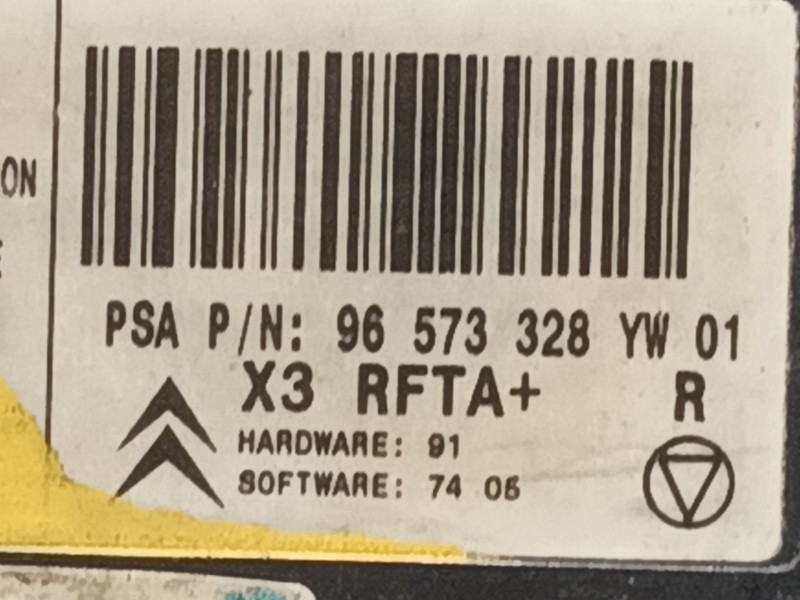 ON
PSA P/N: 96 573 328 YW 01
X3 RFTA+ R
HARDWARE: 91
SOFTWARE: 74 05